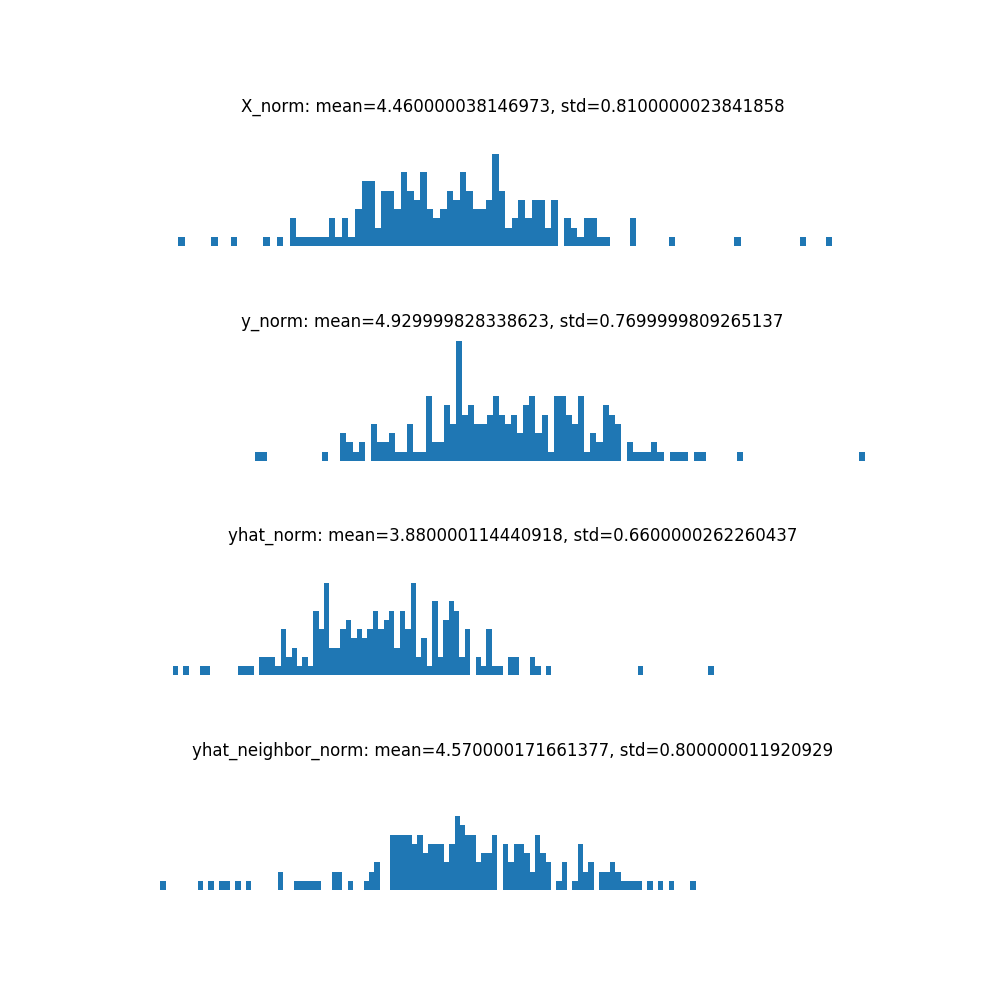 X_norm: mean=4.460000038146973, std=0.8100000023841858
y_norm: mean=4.929999828338623, std=0.7699999809265137
yhat_norm: mean=3.880000114440918, std=0.6600000262260437
yhat_neighbor_norm: mean=4.570000171661377, std=0.800000011920929